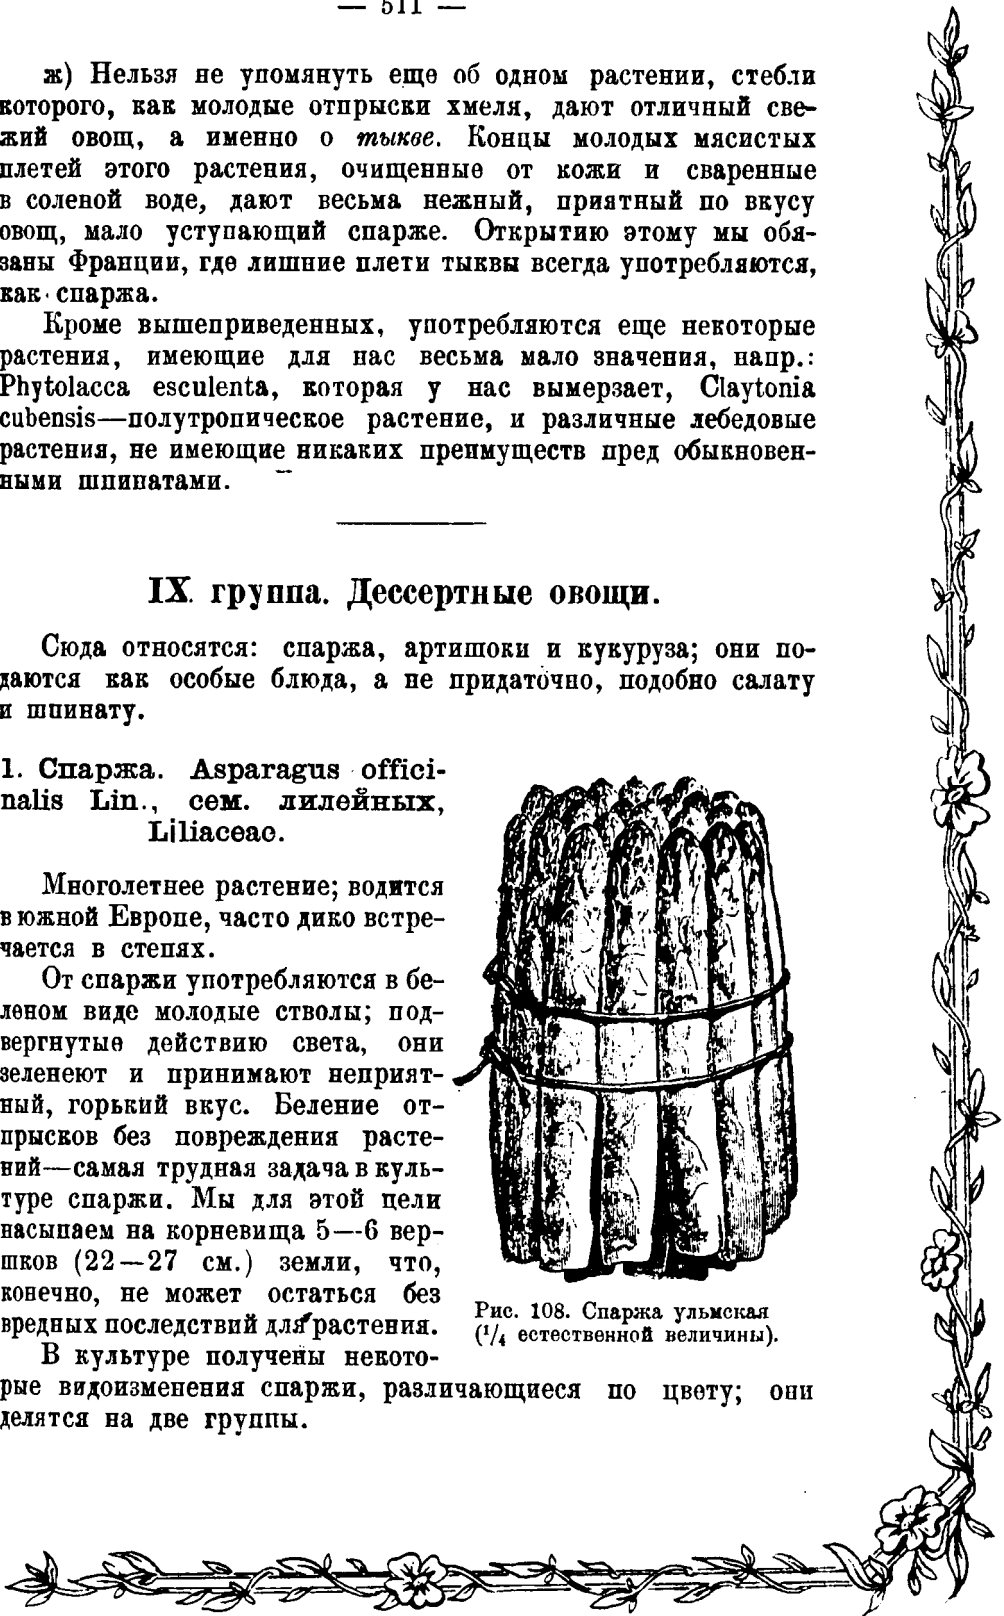 — 511 —
ж) Нельзя не упомянуть еще об одном растении, стебли
которого, как молодые отпрыски хмеля, дают отличный све-
жий овощ, а именно о тыкве. Концы молодых мясистых
плетей этого растения, очищенные от кожи и сваренные
в соленой воде, дают весьма нежный, приятный по вкусу
овощ, мало уступающий спарже. Открытию этому мы обя-
заны Франции, где лишние плети тыквы всегда употребляются,
как спаржа.
Кроме вышеприведенных, употребляются еще некоторые
растения, имеющие для нас весьма мало значения, напр.:
Phytolacca esculenta, которая у нас вымерзает, Claytonia
cubensis—полутропическое растение, и различные лебедовые
растения, не имеющие никаких преимуществ пред обыкновен-
ными шпинатами.
IX группа. Дессертные овощи.
Сюда относятся: спаржа, артишоки и кукуруза; они по-
даются как особые блюда, а не придаточно, подобно салату
и шпинату.
1. Спаржа. Asparagus offici-
nalis Lin., сем. лилейных,
Liliaceae.
Многолетнее растение; водится
в южной Европе, часто дико встре-
чается в степях.
От спаржи употребляются в бе-
леном виде молодые стволы; под-
вергнутые действию света, они
зеленеют и принимают неприят-
ный, горький вкус. Беление от-
прысков без повреждения расте-
ний—самая трудная задача в куль-
туре спаржи. Мы для этой цели
насыпаем на корневища 5—6 вер-
шков (22—27 см.) земли, что,
конечно, не может остаться без
вредных последствий для растения.
Рис. 108. Спаржа ульмская
(1/4 естественной величины).
В культуре получены некото-
рые видоизменения спаржи, различающиеся по цвету; они
делятся на две группы.